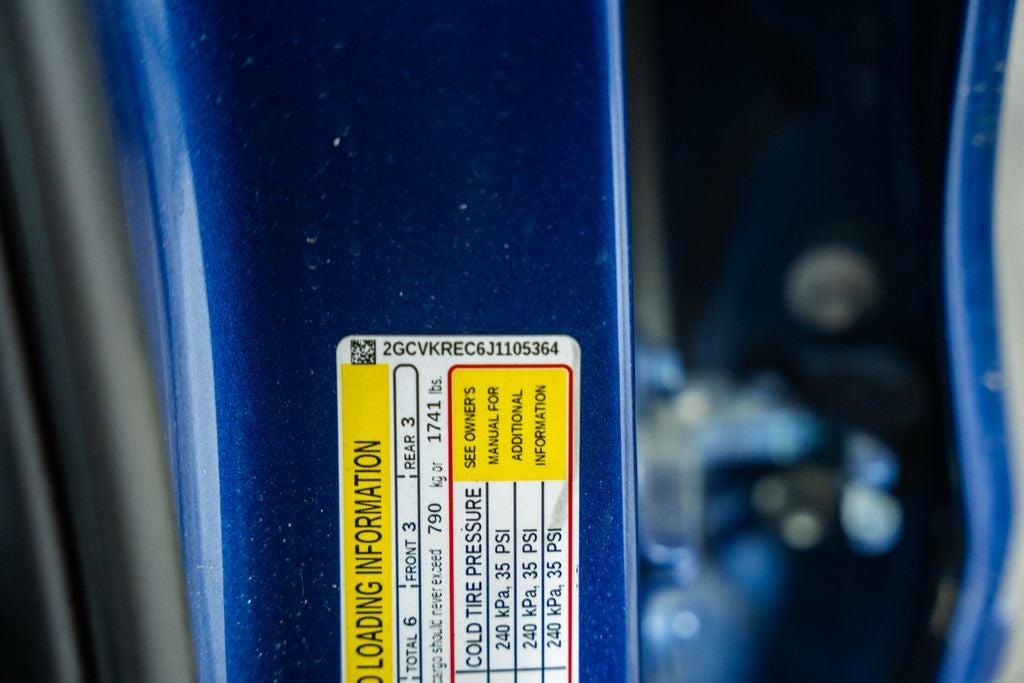 2GCVKREC6J1105364
LOADING INFORMATION
TOTAL 6 FRONT 3 REAR 3
cargo should never exceed 790 kg or 1741 lbs.
COLD TIRE PRESSURE
240 kPa, 35 PSI
240 kPa, 35 PSI
240 kPa, 35 PSI
SEE OWNER'S
MANUAL FOR
ADDITIONAL
INFORMATION